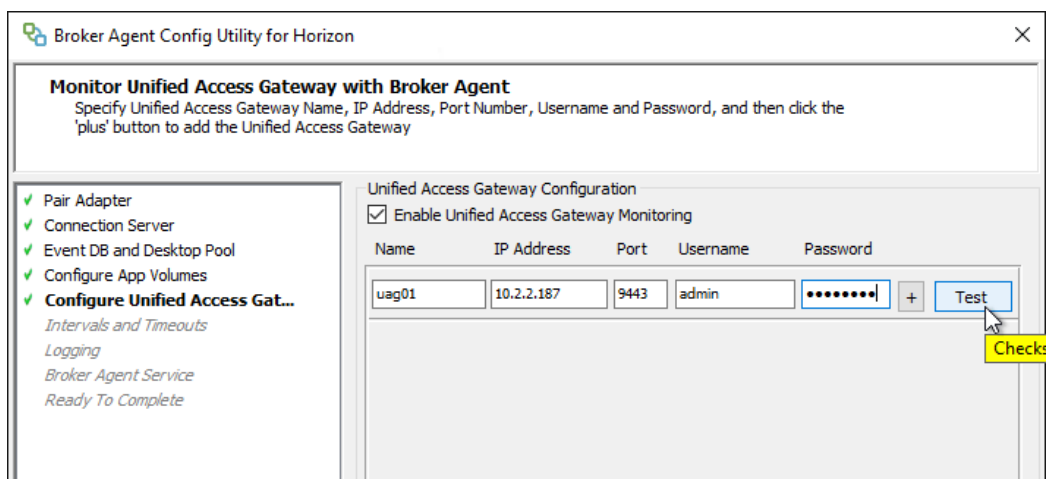 Broker Agent Config Utility for Horizon
Monitor Unified Access Gateway with Broker Agent
Specify Unified Access Gateway Name, IP Address, Port Number, Username and Password, and then click the
'plus' button to add the Unified Access Gateway
Pair Adapter
Connection Server
Event DB and Desktop Pool
Configure App Volumes
Configure Unified Access Gat...
Intervals and Timeouts
Logging
Broker Agent Service
Ready To Complete
Unified Access Gateway Configuration
Enable Unified Access Gateway Monitoring
Name IP Address Port Username Password
uag01 10.2.2.187 9443 admin •••••••• + Test
Checks